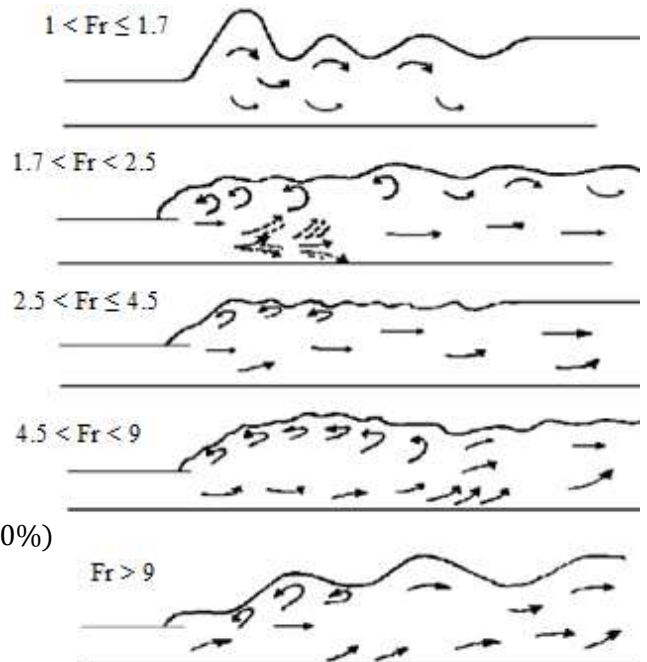 1 < Fr ≤ 1.7
1.7 < Fr < 2.5
2.5 < Fr ≤ 4.5
4.5 < Fr < 9
0%)
Fr > 9